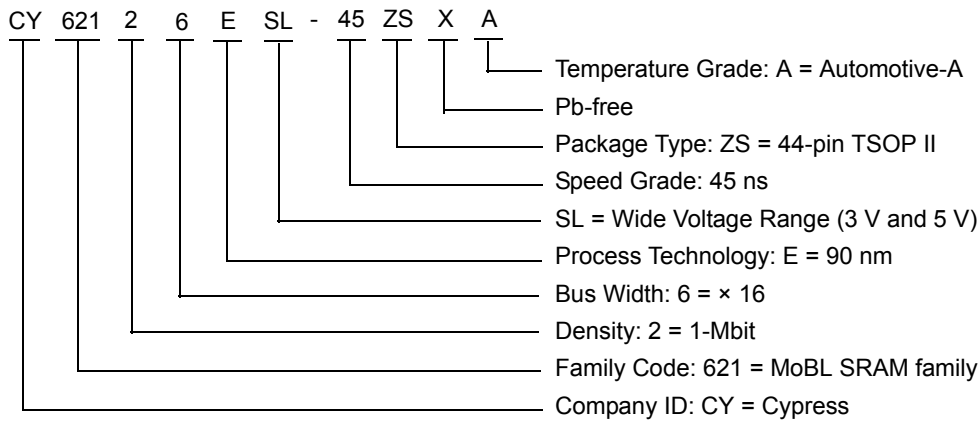 CY 621 2 6 E SL - 45 ZS X A
Temperature Grade: A = Automotive-A
Pb-free
Package Type: ZS = 44-pin TSOP II
Speed Grade: 45 ns
SL = Wide Voltage Range (3 V and 5 V)
Process Technology: E = 90 nm
Bus Width: 6 = × 16
Density: 2 = 1-Mbit
Family Code: 621 = MoBL SRAM family
Company ID: CY = Cypress